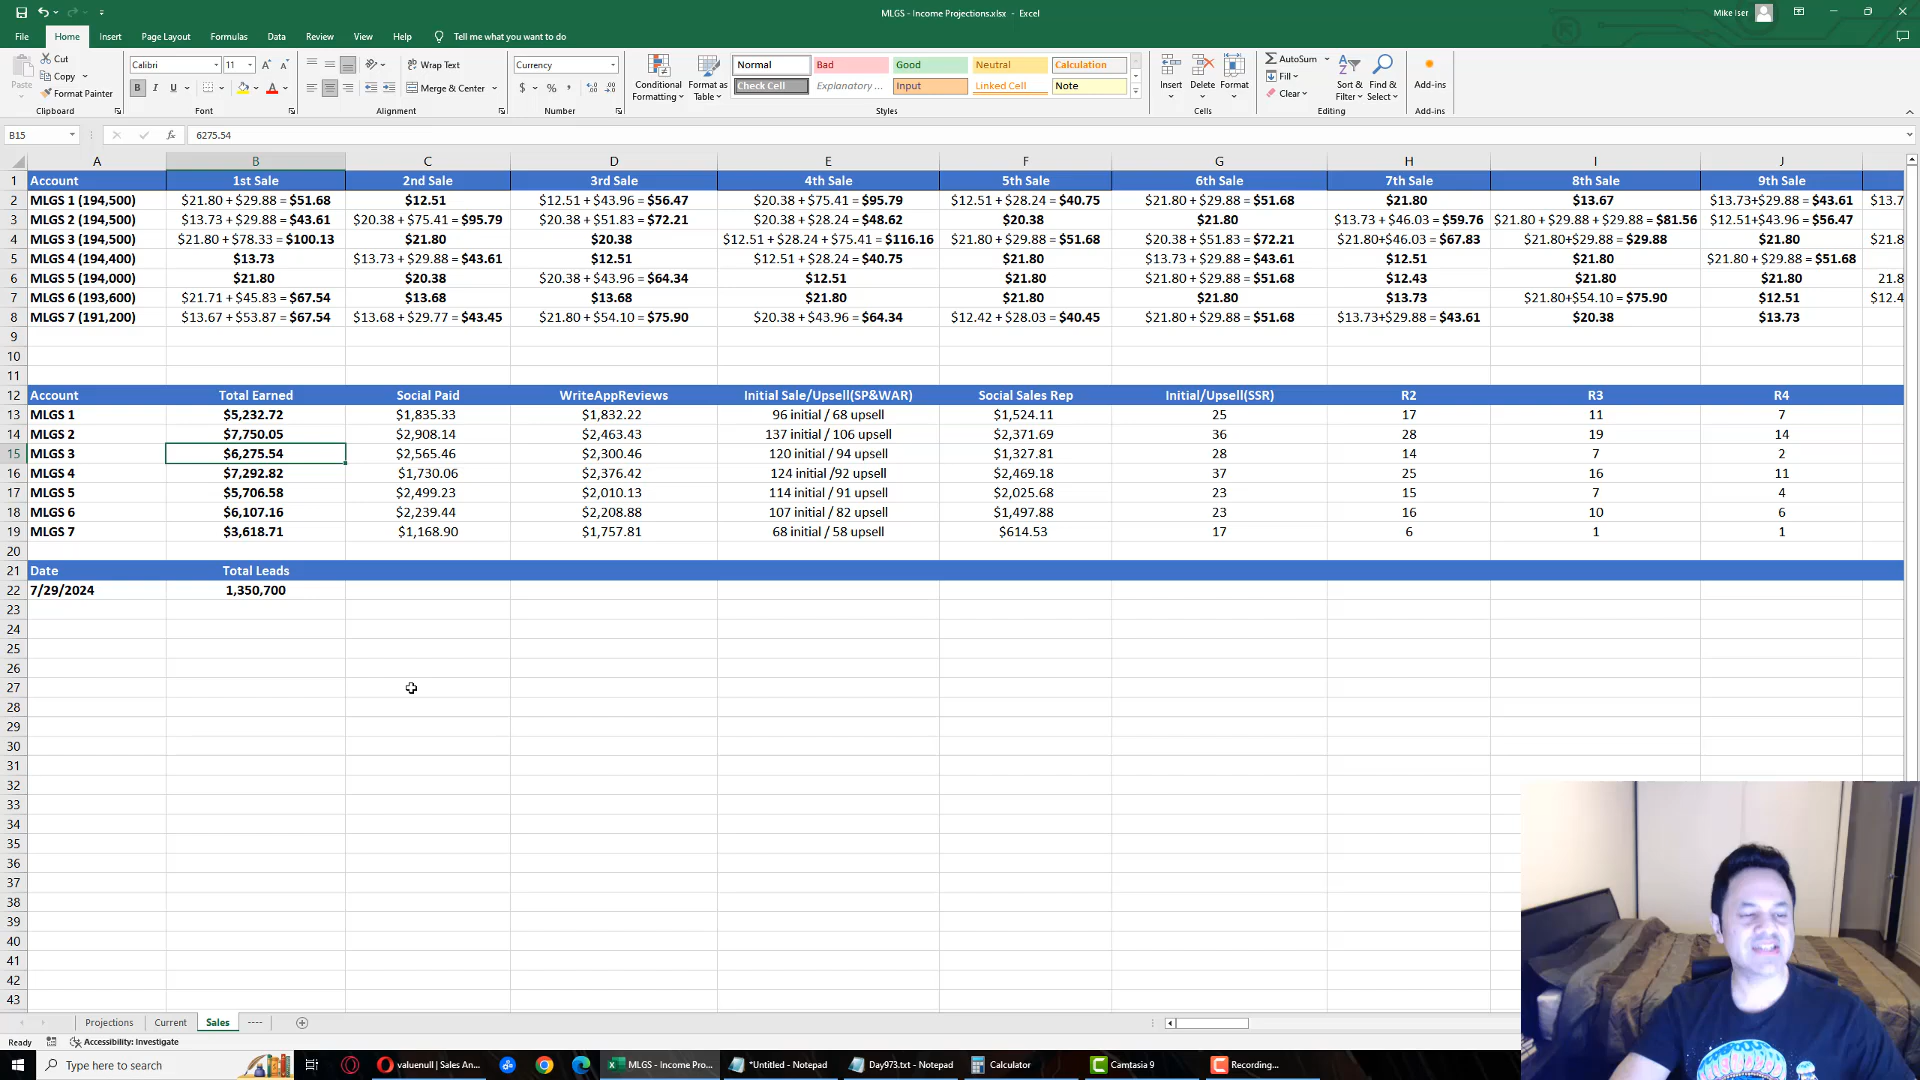 MLGS - Income Projections.xlsx - Excel
Mike Iser
File Home Insert Page Layout Formulas Data Review View Help Tell me what you want to do
Paste Cut Copy Format Painter Clipboard
Calibri 11 B I U Font
Wrap Text Merge & Center Alignment
Currency $ % Number
Conditional Formatting Format as Table
Normal Bad Good Neutral Calculation
Check Cell Explanatory ... Input Linked Cell Note
Styles
Insert Delete Format Cells
AutoSum Fill Clear Sort & Filter Find & Select Editing
Add-ins Add-ins
B15 fx 6275.54
A B C D E F G H I J
1 Account 1st Sale 2nd Sale 3rd Sale 4th Sale 5th Sale 6th Sale 7th Sale 8th Sale 9th Sale
2 MLGS 1 (194,500) $21.80 + $29.88 = $51.68 $12.51 $12.51 + $43.96 = $56.47 $20.38 + $75.41 = $95.79 $12.51 + $28.24 = $40.75 $21.80 + $29.88 = $51.68 $21.80 $13.67 $13.73+$29.88 = $43.61 $13.7
3 MLGS 2 (194,500) $13.73 + $29.88 = $43.61 $20.38 + $75.41 = $95.79 $20.38 + $51.83 = $72.21 $20.38 + $28.24 = $48.62 $20.38 $21.80 $13.73 + $46.03 = $59.76 $21.80 + $29.88 + $29.88 = $81.56 $12.51+$43.96 = $56.47
4 MLGS 3 (194,500) $21.80 + $78.33 = $100.13 $21.80 $20.38 $12.51 + $28.24 + $75.41 = $116.16 $21.80 + $29.88 = $51.68 $20.38 + $51.83 = $72.21 $21.80+$46.03 = $67.83 $21.80+$29.88 = $29.88 $21.80 $21.8
5 MLGS 4 (194,400) $13.73 $13.73 + $29.88 = $43.61 $12.51 $12.51 + $28.24 = $40.75 $21.80 $13.73 + $29.88 = $43.61 $12.51 $21.80 $21.80 + $29.88 = $51.68
6 MLGS 5 (194,000) $21.80 $20.38 $20.38 + $43.96 = $64.34 $12.51 $21.80 $21.80 + $29.88 = $51.68 $12.43 $21.80 $21.80 21.8
7 MLGS 6 (193,600) $21.71 + $45.83 = $67.54 $13.68 $13.68 $21.80 $21.80 $21.80 $13.73 $21.80+$54.10 = $75.90 $12.51 $12.4
8 MLGS 7 (191,200) $13.67 + $53.87 = $67.54 $13.68 + $29.77 = $43.45 $21.80 + $54.10 = $75.90 $20.38 + $43.96 = $64.34 $12.42 + $28.03 = $40.45 $21.80 + $29.88 = $51.68 $13.73+$29.88 = $43.61 $20.38 $13.73
9
10
11
12 Account Total Earned Social Paid WriteAppReviews Initial Sale/Upsell(SP&WAR) Social Sales Rep Initial/Upsell(SSR) R2 R3 R4
13 MLGS 1 $5,232.72 $1,835.33 $1,832.22 96 initial / 68 upsell $1,524.11 25 17 11 7
14 MLGS 2 $7,750.05 $2,908.14 $2,463.43 137 initial / 106 upsell $2,371.69 36 28 19 14
15 MLGS 3 $6,275.54 $2,565.46 $2,300.46 120 initial / 94 upsell $1,327.81 28 14 7 2
16 MLGS 4 $7,292.82 $1,730.06 $2,376.42 124 initial /92 upsell $2,469.18 37 25 16 11
17 MLGS 5 $5,706.58 $2,499.23 $2,010.13 114 initial / 91 upsell $2,025.68 23 15 7 4
18 MLGS 6 $6,107.16 $2,239.44 $2,208.88 107 initial / 82 upsell $1,497.88 23 16 10 6
19 MLGS 7 $3,618.71 $1,168.90 $1,757.81 68 initial / 58 upsell $614.53 17 6 1 1
20
21 Date Total Leads
22 7/29/2024 1,350,700
23
24
25
26
27
28
29
30
31
32
33
34
35
36
37
38
39
40
41
42
43
Projections Current Sales ----
Ready Accessibility: Investigate
Type here to search valuenull | Sales An... MLGS - Income Pro... *Untitled - Notepad Day973.txt - Notepad Calculator Camtasia 9 Recording...